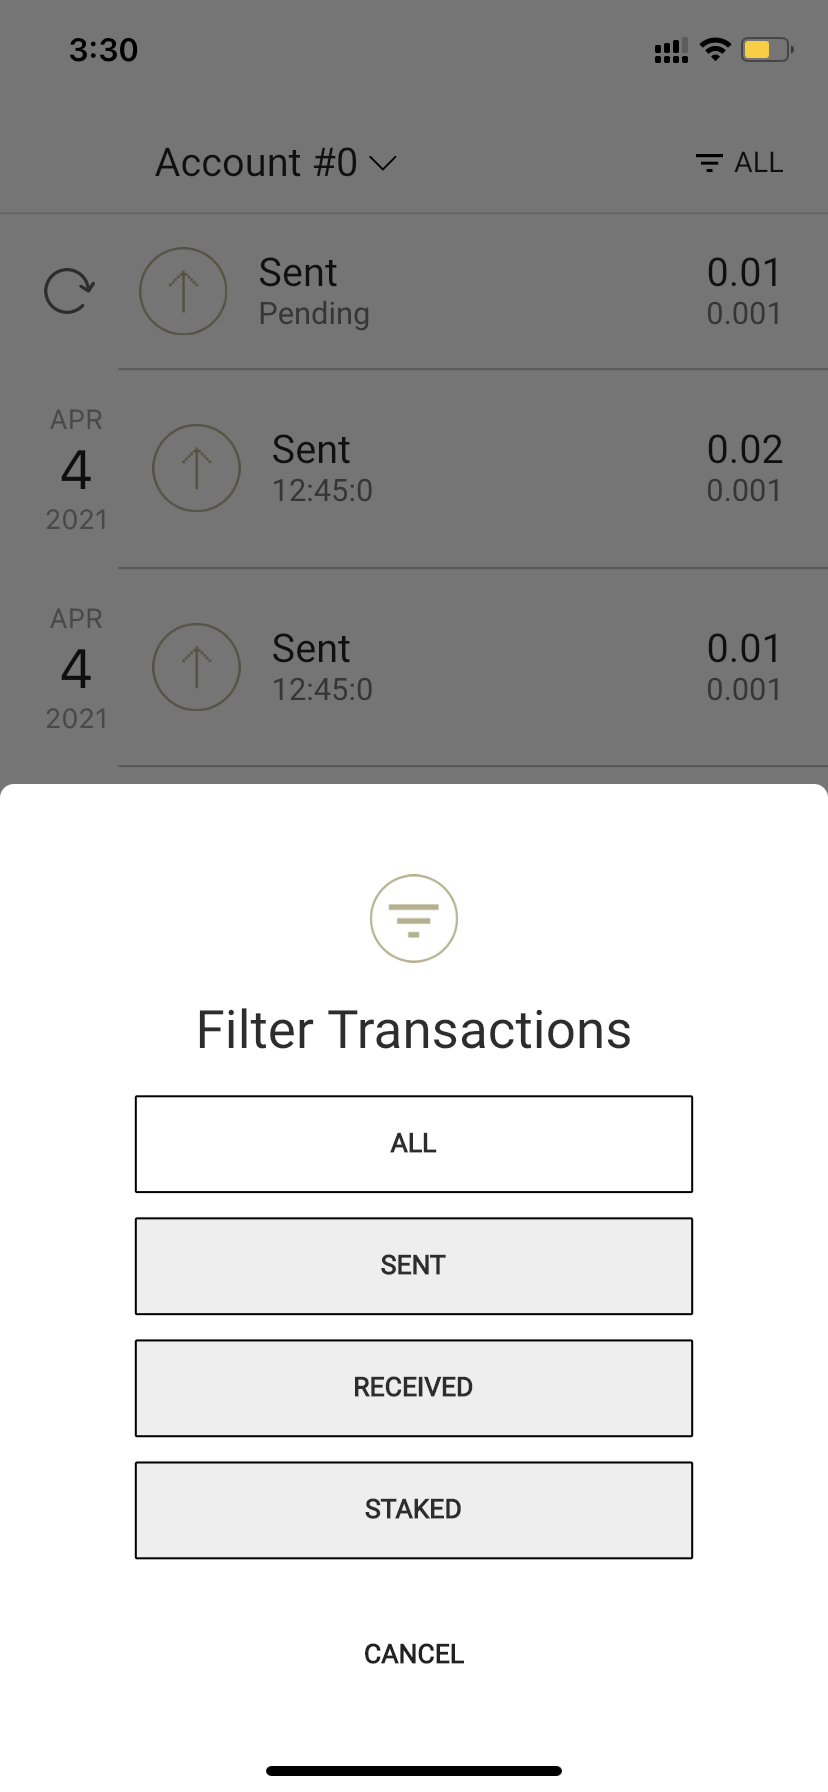 3:30
Account #0
ALL
Sent
0.01
Pending
0.001
APR
4
2021
Sent
0.02
12:45:0
0.001
APR
4
2021
Sent
0.01
12:45:0
0.001
Filter Transactions
ALL
SENT
RECEIVED
STAKED
CANCEL